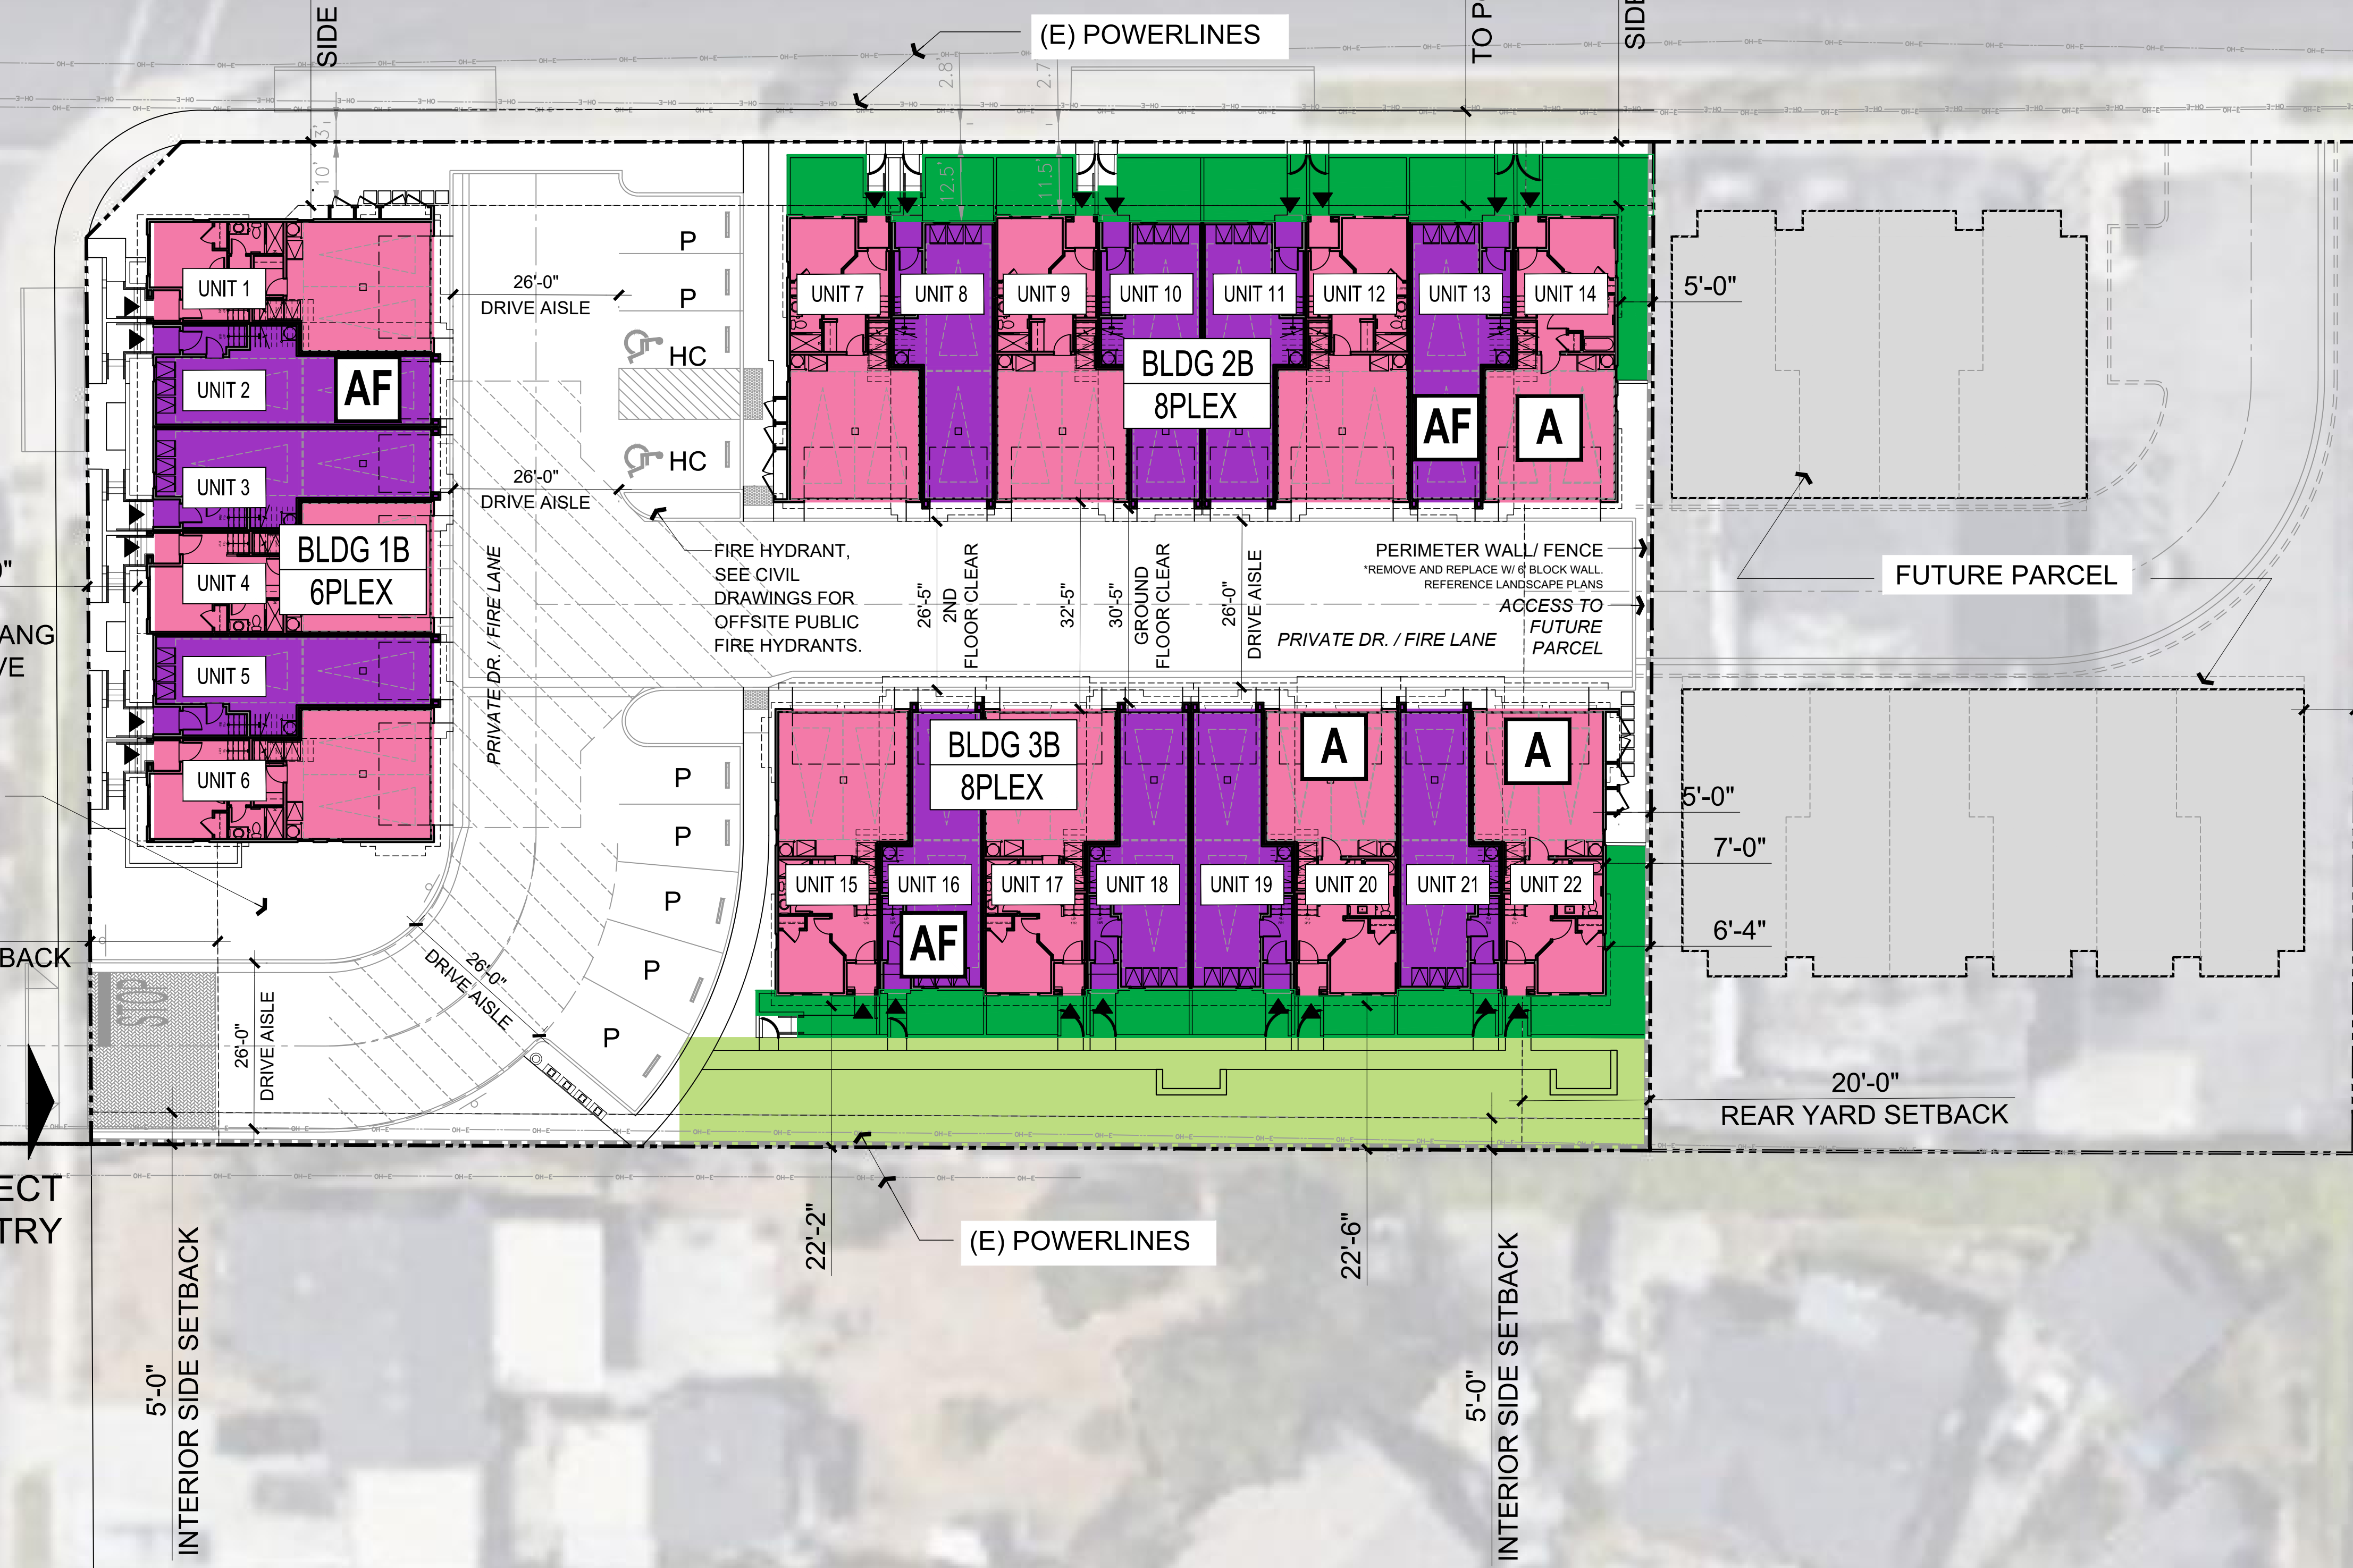 SIDE
(E) POWERLINES
TO P
SIDE
2.8'
2.7'
10'
3'
12.5'
11.5'
UNIT 1
UNIT 2
AF
UNIT 3
BLDG 1B
6PLEX
UNIT 4
UNIT 5
UNIT 6
26'-0"
DRIVE AISLE
26'-0"
DRIVE AISLE
P
P
HC
HC
UNIT 7
UNIT 8
UNIT 9
UNIT 10
UNIT 11
UNIT 12
UNIT 13
UNIT 14
BLDG 2B
8PLEX
AF
A
5'-0"
FUTURE PARCEL
PRIVATE DR. / FIRE LANE
FIRE HYDRANT,
SEE CIVIL
DRAWINGS FOR
OFFSITE PUBLIC
FIRE HYDRANTS.
26'-5"
2ND
FLOOR CLEAR
32'-5"
30'-5"
GROUND
FLOOR CLEAR
26'-0"
DRIVE AISLE
PERIMETER WALL/ FENCE
*REMOVE AND REPLACE W/ 6' BLOCK WALL.
REFERENCE LANDSCAPE PLANS
ACCESS TO
FUTURE
PARCEL
PRIVATE DR. / FIRE LANE
0"
ANG
VE
BACK
P
P
P
P
P
BLDG 3B
8PLEX
A
A
UNIT 15
UNIT 16
UNIT 17
UNIT 18
UNIT 19
UNIT 20
UNIT 21
UNIT 22
AF
5'-0"
7'-0"
6'-4"
STOP
26'-0"
DRIVE AISLE
26'-0"
DRIVE AISLE
20'-0"
REAR YARD SETBACK
ECT
TRY
22'-2"
(E) POWERLINES
22'-6"
5'-0"
INTERIOR SIDE SETBACK
5'-0"
INTERIOR SIDE SETBACK
OH-E